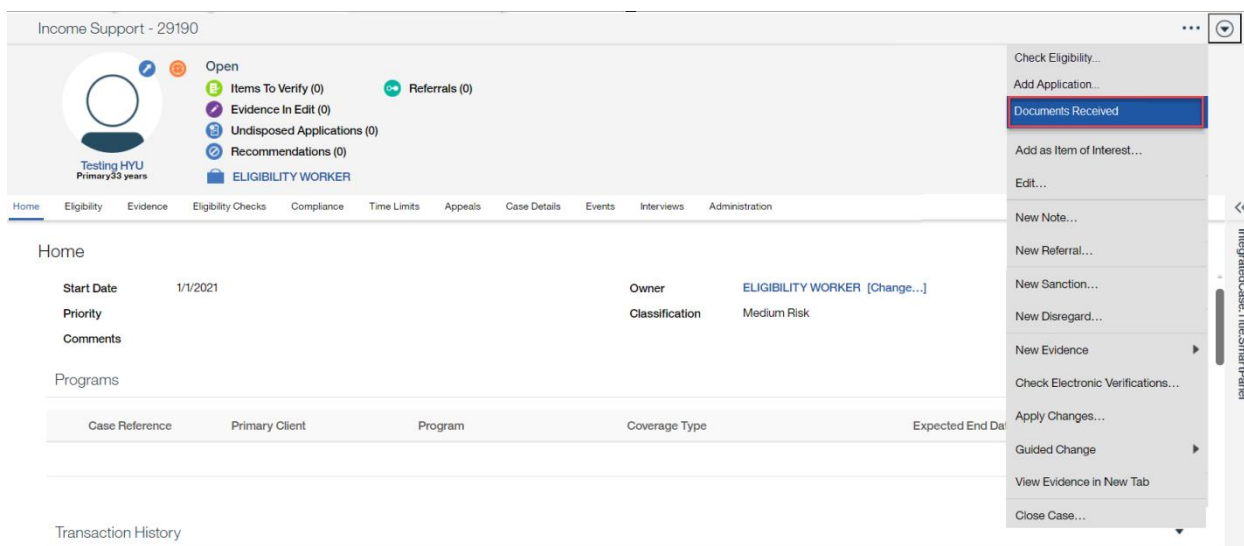 Income Support - 29190
Open
Items To Verify (0)
Referrals (0)
Evidence In Edit (0)
Undisposed Applications (0)
Recommendations (0)
ELIGIBILITY WORKER
Testing HYU
Primary33 years
Home Eligibility Evidence Eligibility Checks Compliance Time Limits Appeals Case Details Events Interviews Administration
Home
Start Date 1/1/2021
Owner ELIGIBILITY WORKER [Change...]
Priority
Classification Medium Risk
Comments
Programs
Case Reference Primary Client Program Coverage Type Expected End Dat
Transaction History
Check Eligibility...
Add Application...
Documents Received
Add as Item of Interest...
Edit...
New Note...
New Referral...
New Sanction...
New Disregard...
New Evidence
Check Electronic Verifications...
Apply Changes...
Guided Change
View Evidence in New Tab
Close Case...
IntegratedCase.Title.SmartPanel